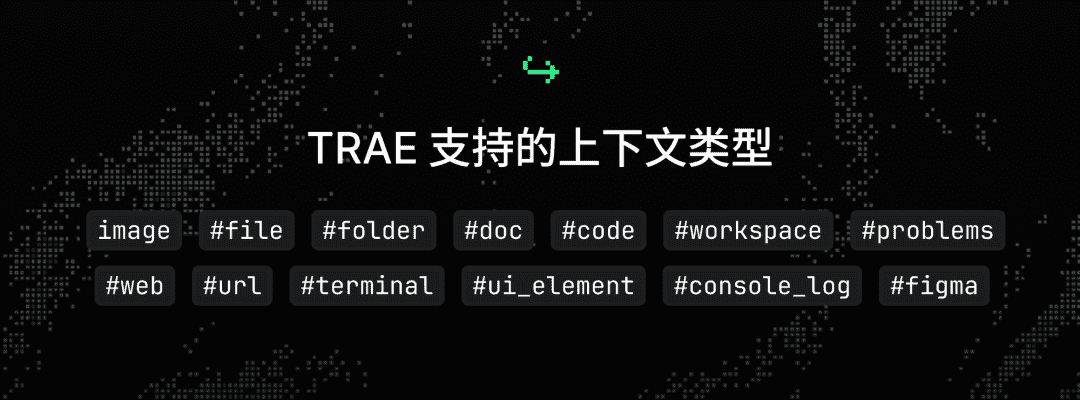 TRAE 支持的上下文类型
image #file #folder #doc #code #workspace #problems
#web #url #terminal #ui_element #console_log #figma